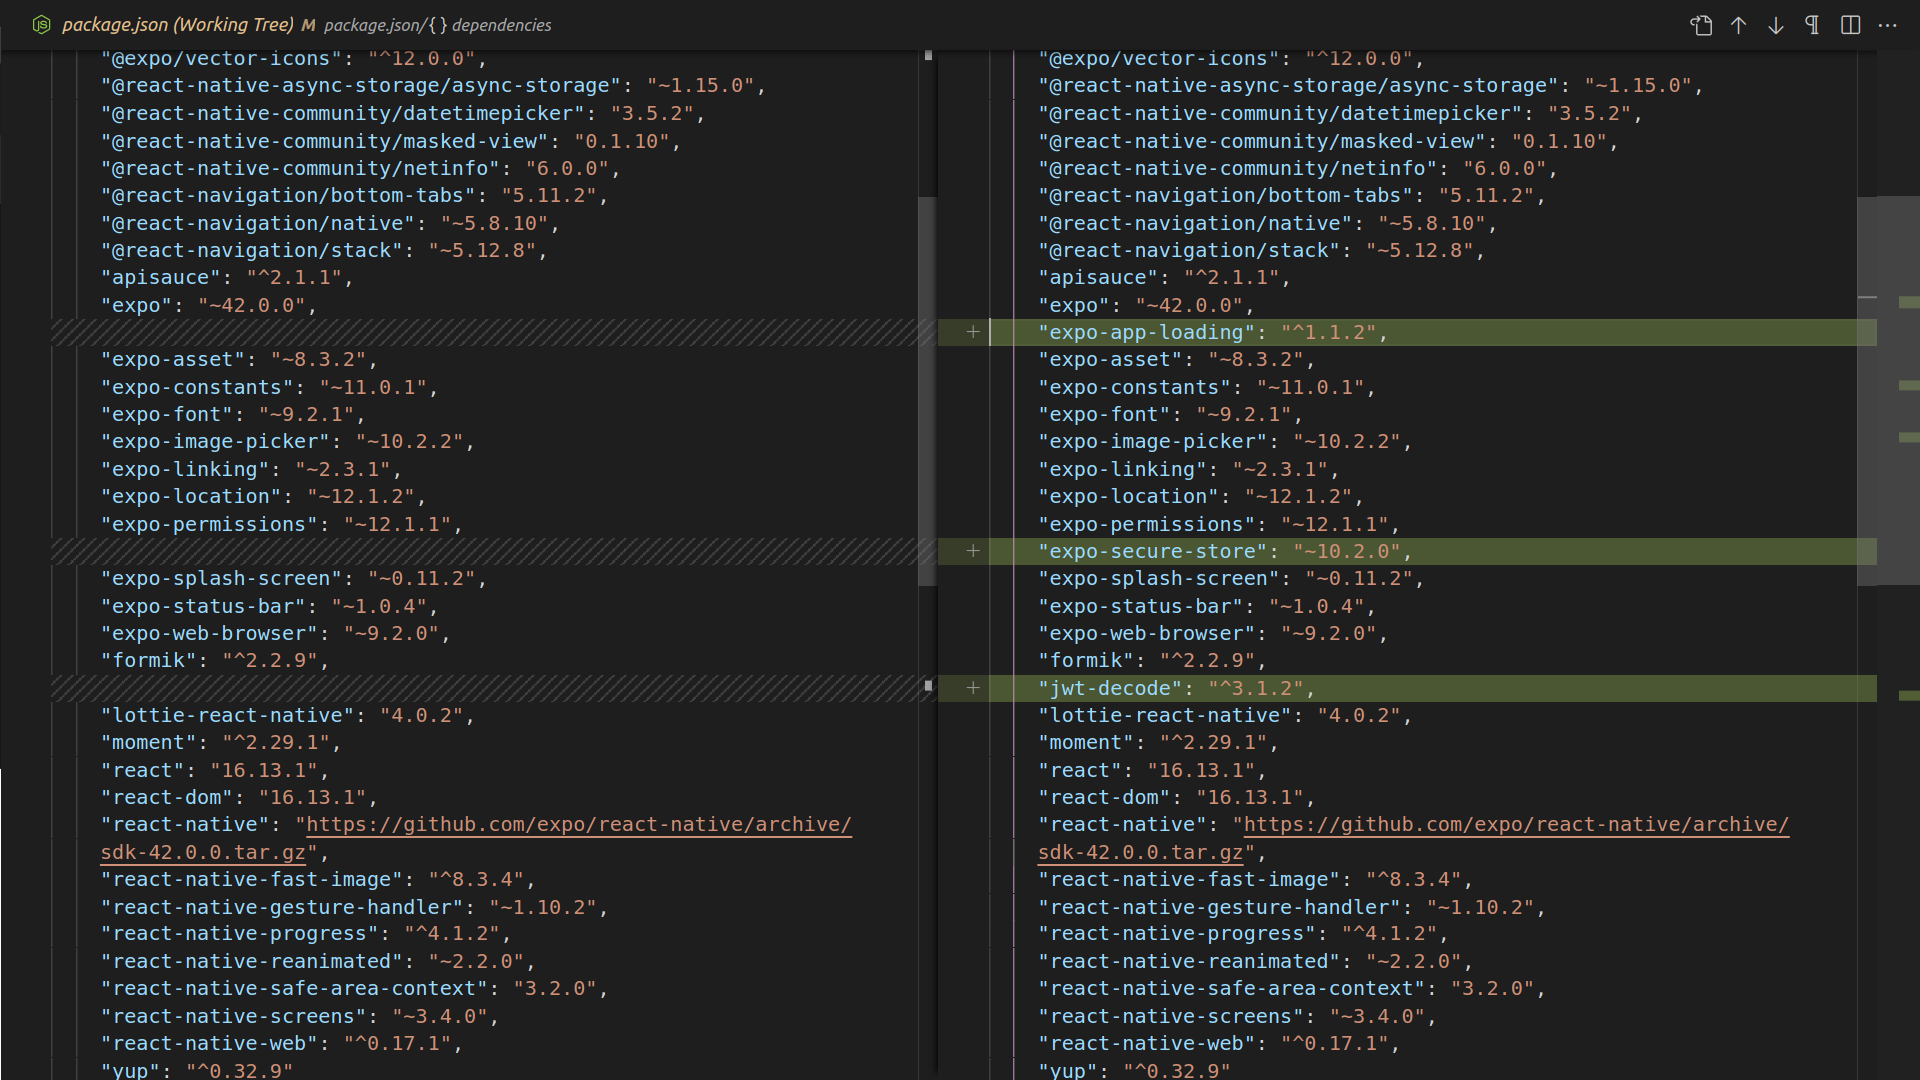 package.json (Working Tree) M package.json/{ } dependencies
"@expo/vector-icons": "^12.0.0",
"@react-native-async-storage/async-storage": "~1.15.0",
"@react-native-community/datetimepicker": "3.5.2",
"@react-native-community/masked-view": "0.1.10",
"@react-native-community/netinfo": "6.0.0",
"@react-navigation/bottom-tabs": "5.11.2",
"@react-navigation/native": "~5.8.10",
"@react-navigation/stack": "~5.12.8",
"apisauce": "^2.1.1",
"expo": "~42.0.0",
"expo-asset": "~8.3.2",
"expo-constants": "~11.0.1",
"expo-font": "~9.2.1",
"expo-image-picker": "~10.2.2",
"expo-linking": "~2.3.1",
"expo-location": "~12.1.2",
"expo-permissions": "~12.1.1",
"expo-splash-screen": "~0.11.2",
"expo-status-bar": "~1.0.4",
"expo-web-browser": "~9.2.0",
"formik": "^2.2.9",
"lottie-react-native": "4.0.2",
"moment": "^2.29.1",
"react": "16.13.1",
"react-dom": "16.13.1",
"react-native": "https://github.com/expo/react-native/archive/
sdk-42.0.0.tar.gz",
"react-native-fast-image": "^8.3.4",
"react-native-gesture-handler": "~1.10.2",
"react-native-progress": "^4.1.2",
"react-native-reanimated": "~2.2.0",
"react-native-safe-area-context": "3.2.0",
"react-native-screens": "~3.4.0",
"react-native-web": "^0.17.1",
"yup": "^0.32.9"
"@expo/vector-icons": "^12.0.0",
"@react-native-async-storage/async-storage": "~1.15.0",
"@react-native-community/datetimepicker": "3.5.2",
"@react-native-community/masked-view": "0.1.10",
"@react-native-community/netinfo": "6.0.0",
"@react-navigation/bottom-tabs": "5.11.2",
"@react-navigation/native": "~5.8.10",
"@react-navigation/stack": "~5.12.8",
"apisauce": "^2.1.1",
"expo": "~42.0.0",
+ "expo-app-loading": "^1.1.2",
"expo-asset": "~8.3.2",
"expo-constants": "~11.0.1",
"expo-font": "~9.2.1",
"expo-image-picker": "~10.2.2",
"expo-linking": "~2.3.1",
"expo-location": "~12.1.2",
"expo-permissions": "~12.1.1",
+ "expo-secure-store": "~10.2.0",
"expo-splash-screen": "~0.11.2",
"expo-status-bar": "~1.0.4",
"expo-web-browser": "~9.2.0",
"formik": "^2.2.9",
+ "jwt-decode": "^3.1.2",
"lottie-react-native": "4.0.2",
"moment": "^2.29.1",
"react": "16.13.1",
"react-dom": "16.13.1",
"react-native": "https://github.com/expo/react-native/archive/
sdk-42.0.0.tar.gz",
"react-native-fast-image": "^8.3.4",
"react-native-gesture-handler": "~1.10.2",
"react-native-progress": "^4.1.2",
"react-native-reanimated": "~2.2.0",
"react-native-safe-area-context": "3.2.0",
"react-native-screens": "~3.4.0",
"react-native-web": "^0.17.1",
"yup": "^0.32.9"